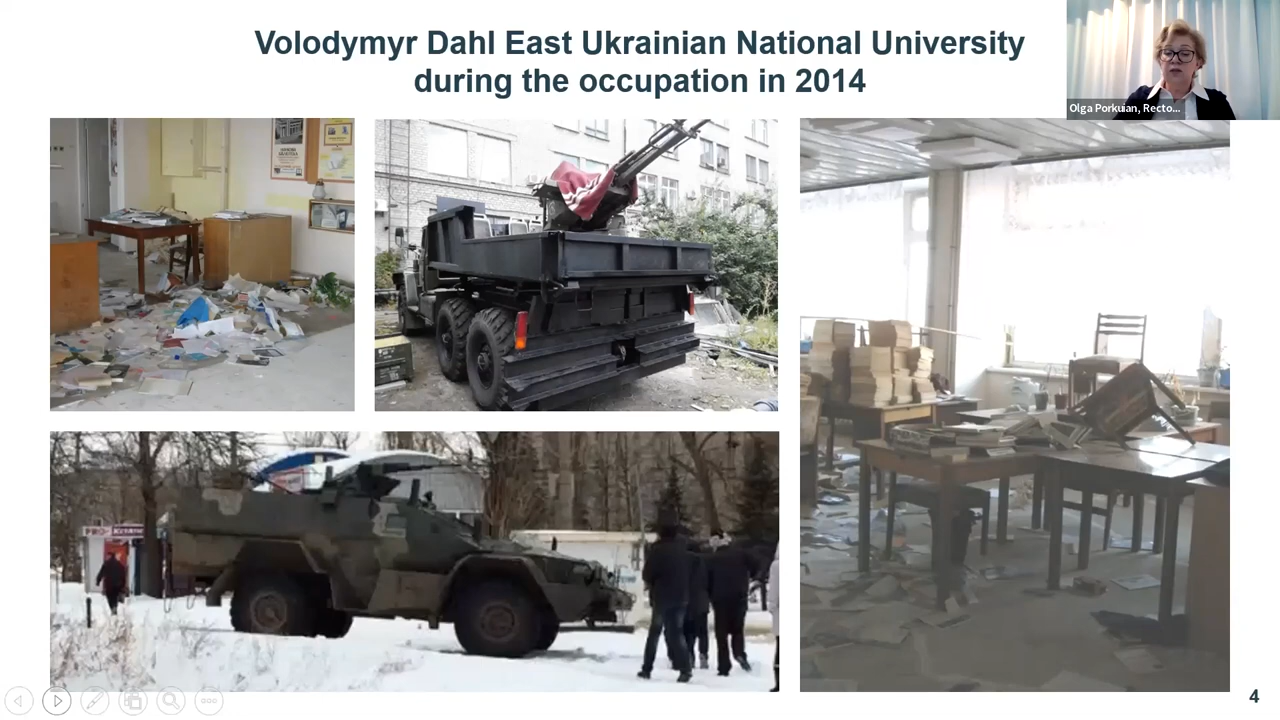 Volodymyr Dahl East Ukrainian National University
during the occupation in 2014
Olga Porkuian, Recto...
4